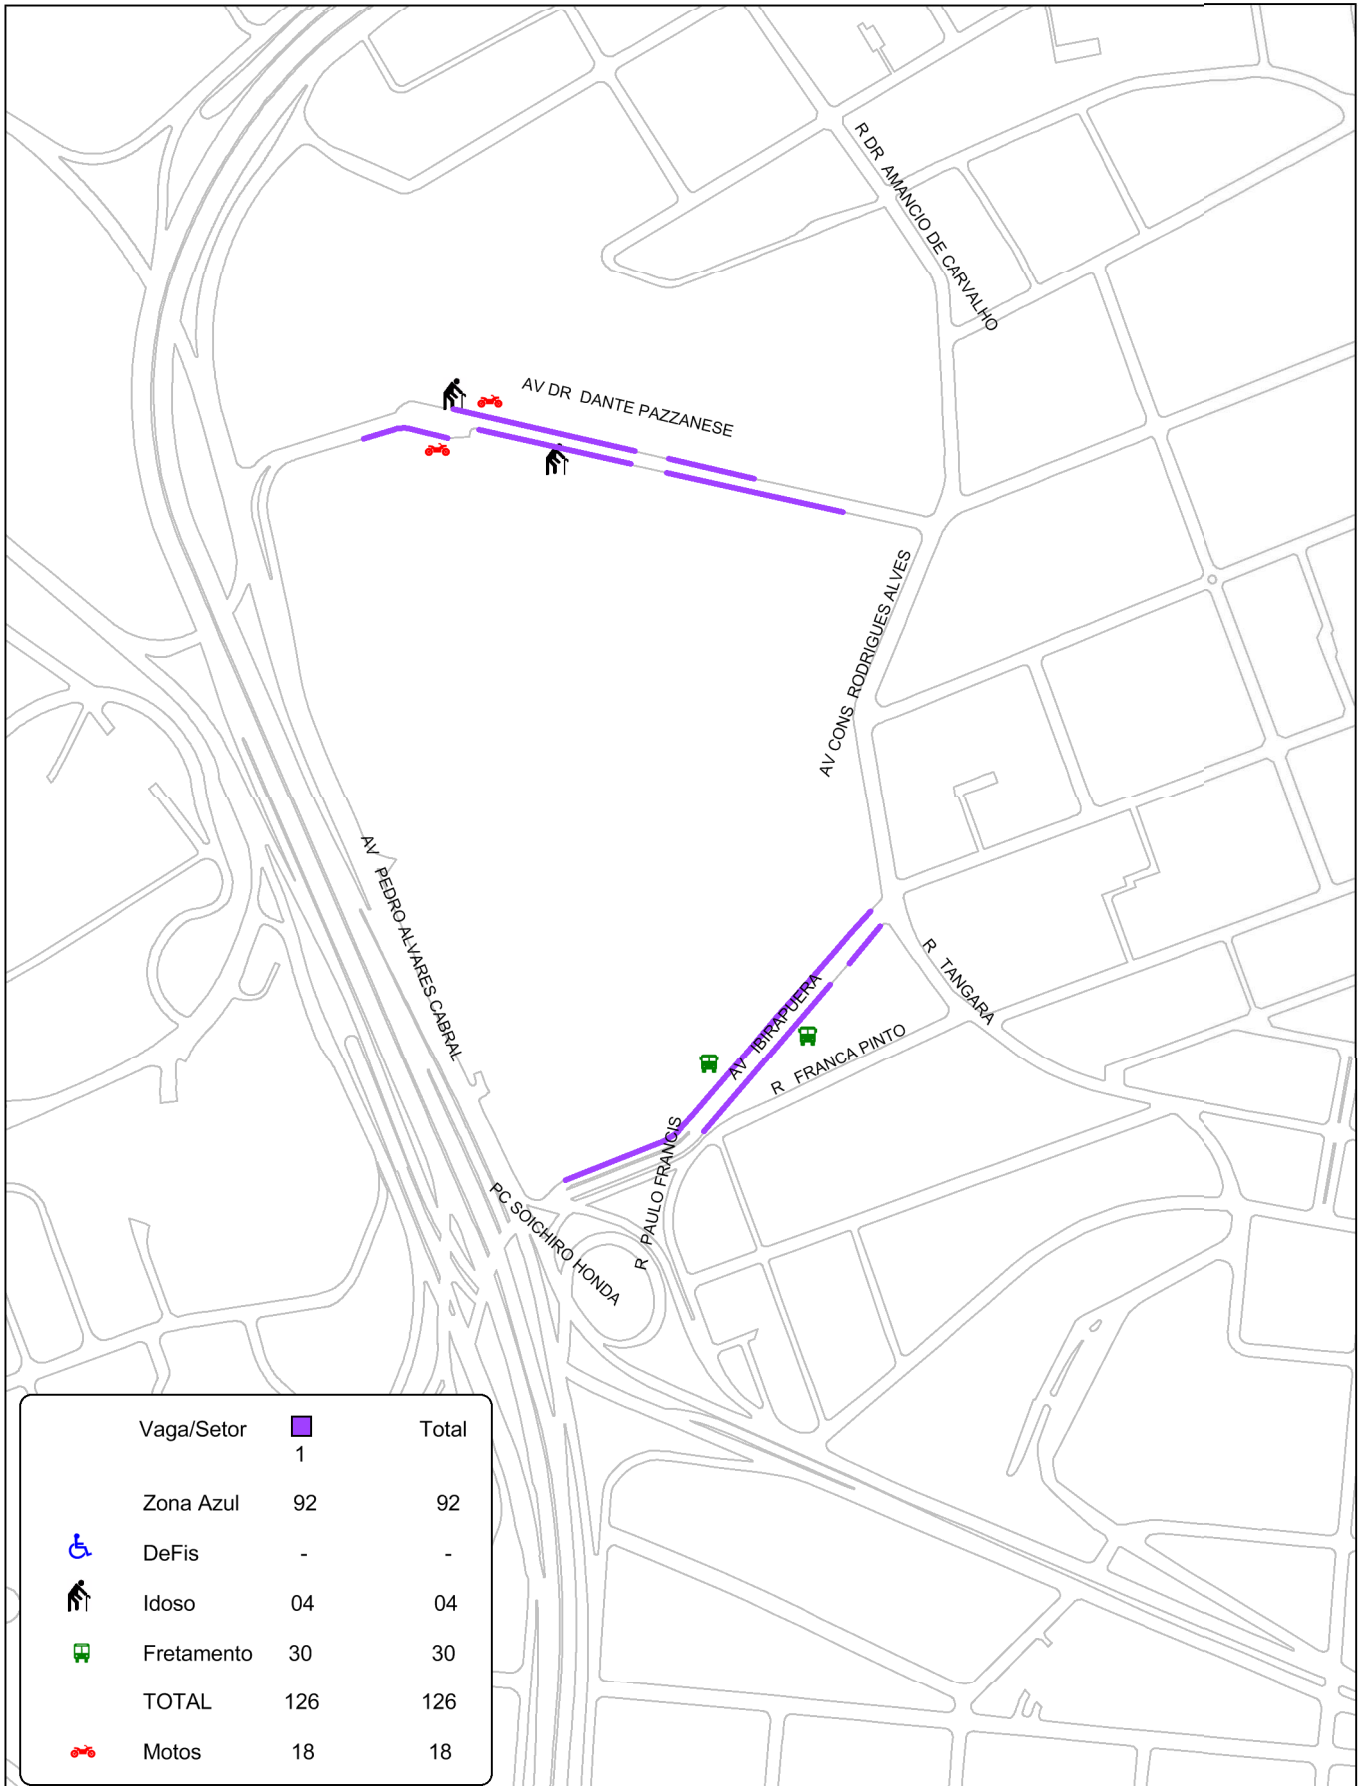 R DR AMANCIO DE CARVALHO
AV DR DANTE PAZZANESE
AV CONS RODRIGUES ALVES
AV PEDRO ALVARES CABRAL
R TANGARA
AV IBIRAPUERA
R FRANCA PINTO
R PAULO FRANCIS
PC SOICHIRO HONDA
Vaga/Setor Total
1
Zona Azul 92 92
DeFis - -
Idoso 04 04
Fretamento 30 30
TOTAL 126 126
Motos 18 18